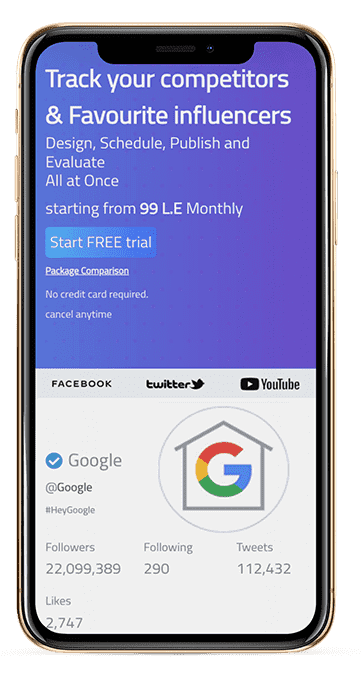 Track your competitors
& Favourite influencers
Design, Schedule, Publish and
Evaluate
All at Once
starting from 99 L.E Monthly
Start FREE trial
Package Comparison
No credit card required.
cancel anytime
FACEBOOK twitter YouTube
Google
@Google
#HeyGoogle
G
Followers Following Tweets
22,099,389 290 112,432
Likes
2,747